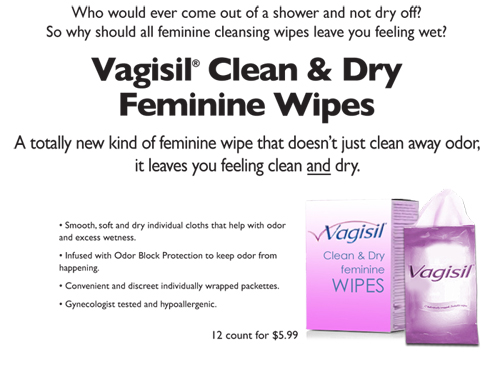 Who would ever come out of a shower and not dry off?
So why should all feminine cleansing wipes leave you feeling wet?
Vagisil® Clean & Dry
Feminine Wipes
A totally new kind of feminine wipe that doesn't just clean away odor,
it leaves you feeling clean and dry.
• Smooth, soft and dry individual cloths that help with odor
and excess wetness.
• Infused with Odor Block Protection to keep odor from
happening.
• Convenient and discreet individually wrapped packettes.
• Gynecologist tested and hypoallergenic.
12 count for $5.99
Vagisil
Clean & Dry
feminine
WIPES
Vagisil